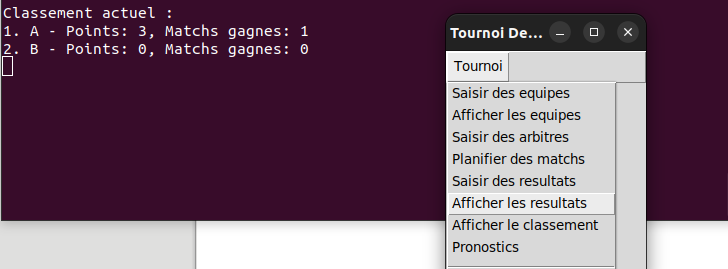 Classement actuel :
1. A - Points: 3, Matchs gagnes: 1
2. B - Points: 0, Matchs gagnes: 0
Tournoi De...
Tournoi
Saisir des equipes
Afficher les equipes
Saisir des arbitres
Planifier des matchs
Saisir des resultats
Afficher les resultats
Afficher le classement
Pronostics